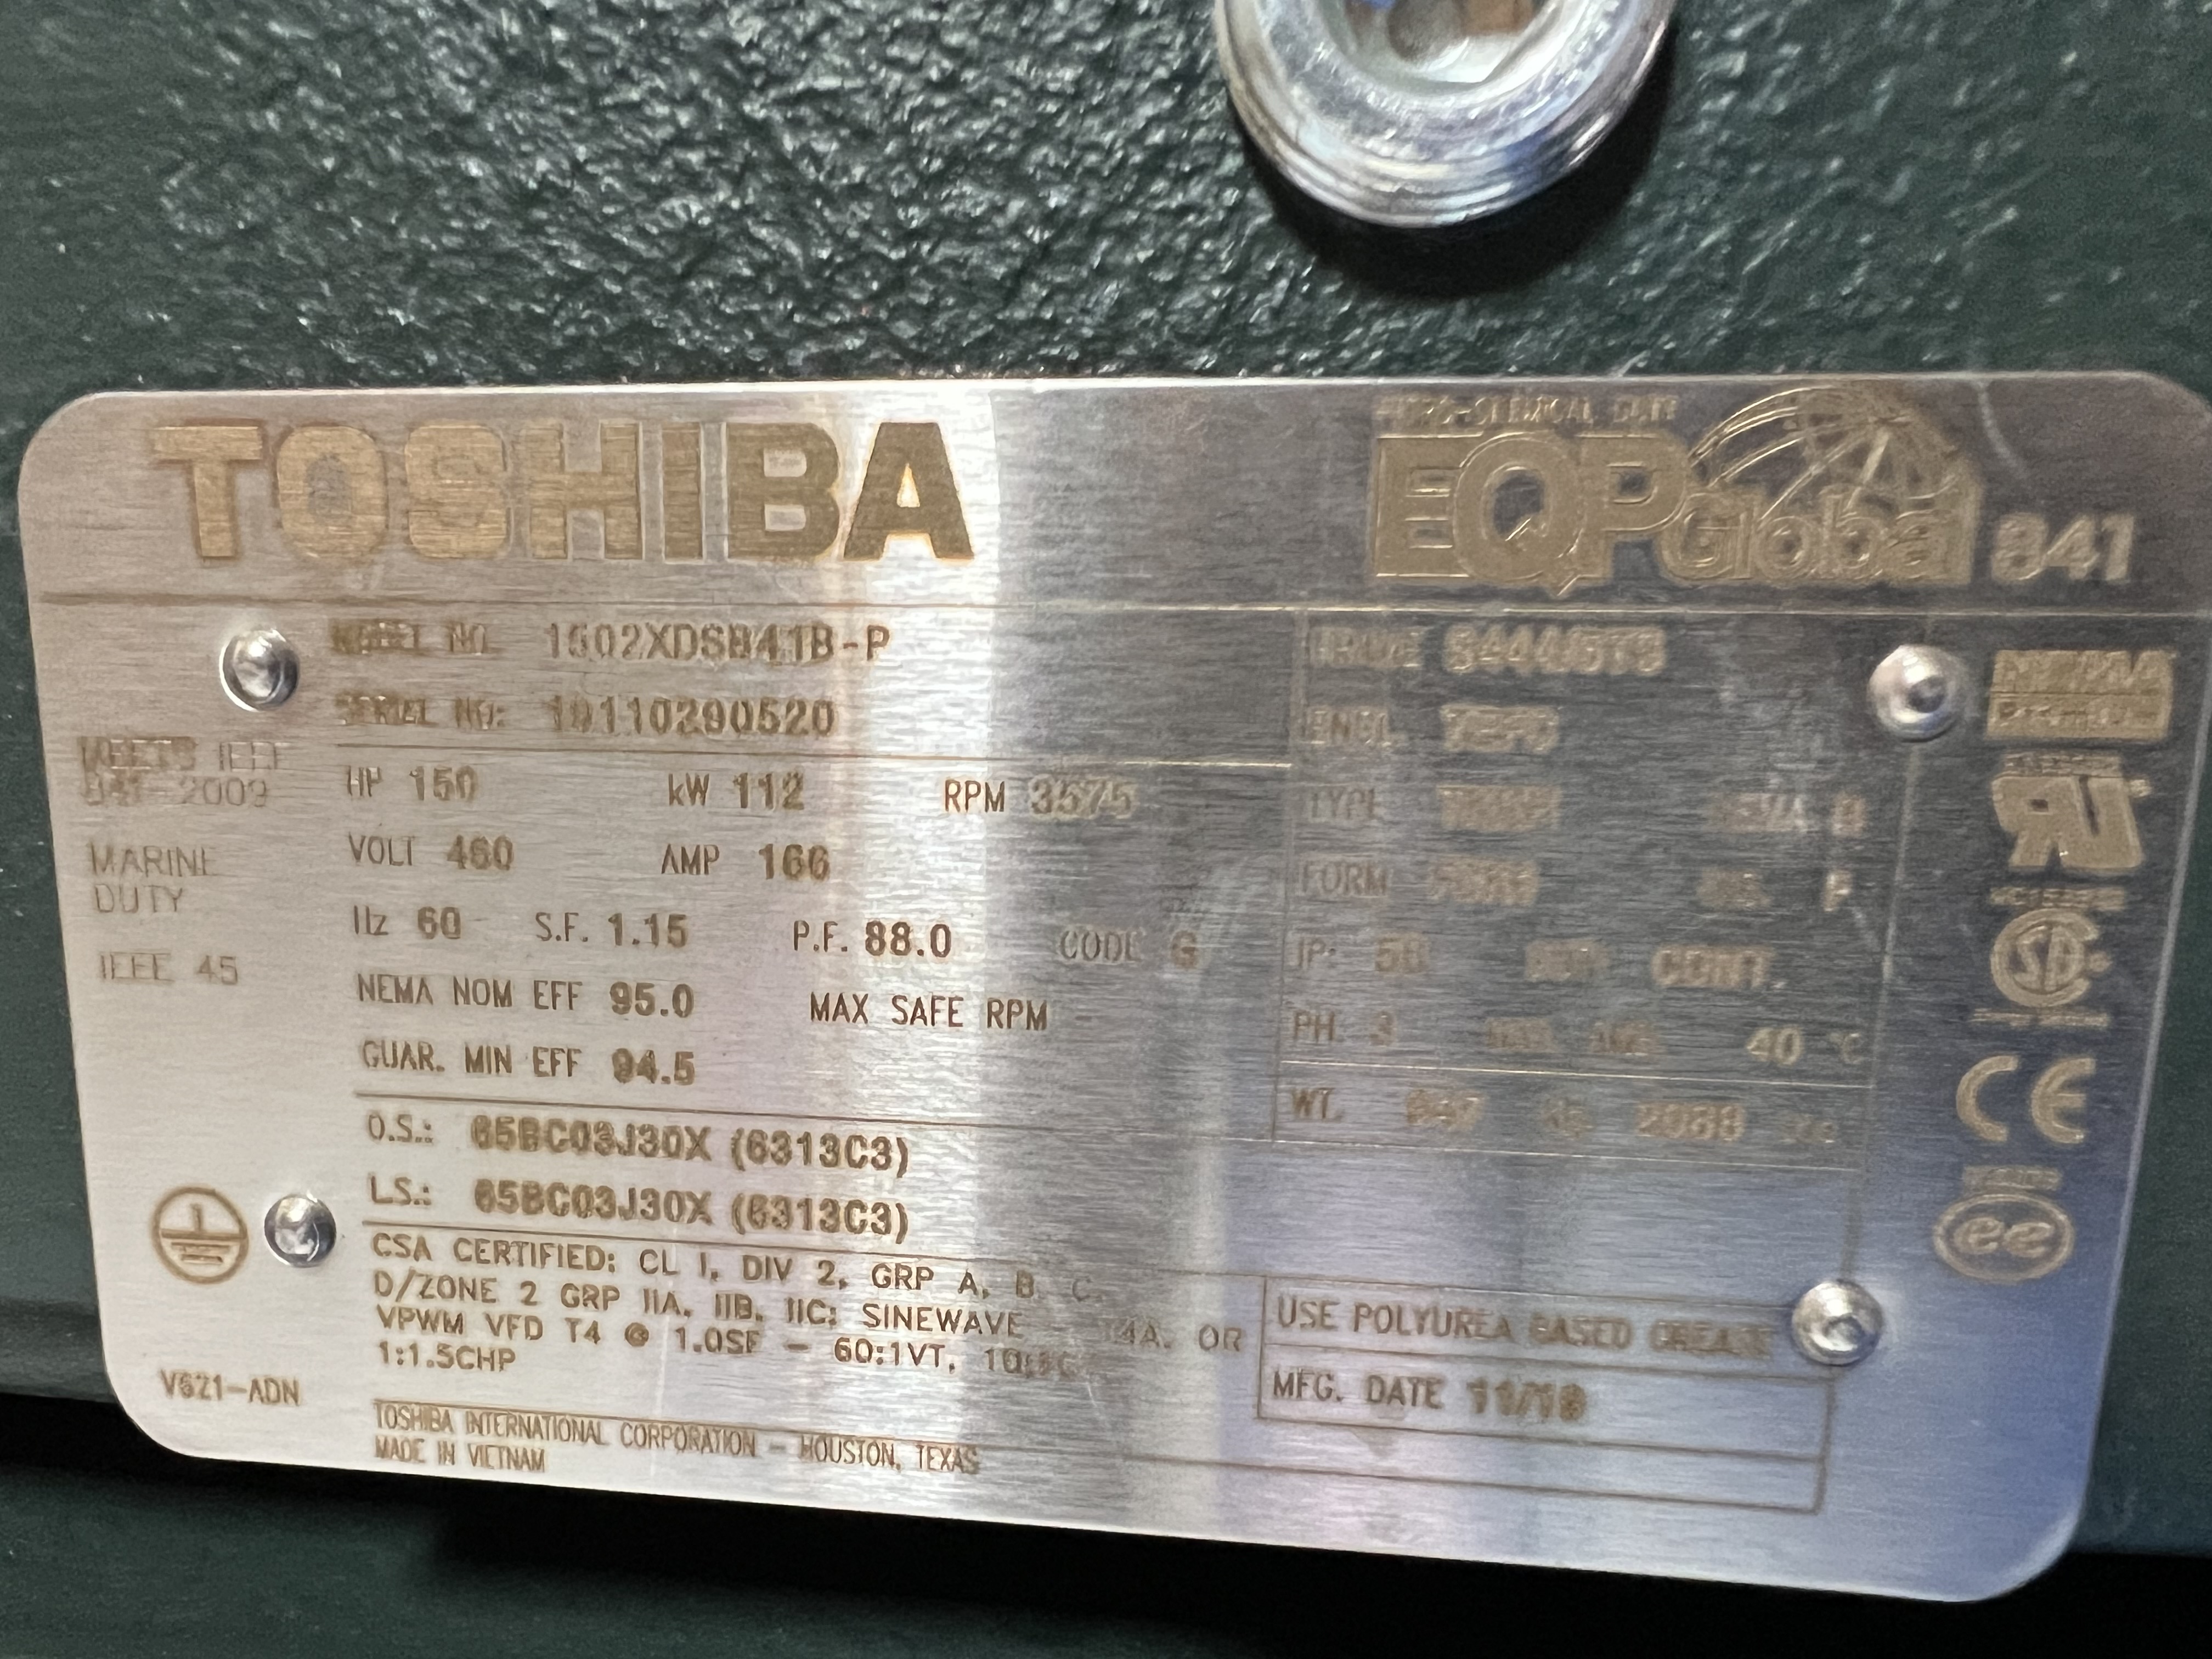 TOSHIBA
EQP Global 841
MODEL NO. 1502XDSB41B-P
SERIAL NO: 19110290520
MEETS IEEE
841-2009
MARINE
DUTY
IEEE 45
HP 150 kW 112 RPM 3575
VOLT 460 AMP 166
Hz 60 S.F. 1.15 P.F. 88.0 CODE G
NEMA NOM EFF 95.0 MAX SAFE RPM -
GUAR. MIN EFF 94.5
O.S.: 65BC03J30X (6313C3)
L.S.: 65BC03J30X (6313C3)
ENCL TEFC
TYPE
FORM F
IP: CONT.
PH. 3 40 °C
WT.
NEMA
Premium
CE
ee
CSA CERTIFIED: CL I, DIV 2, GRP A, B, C,
D/ZONE 2 GRP IIA, IIB, IIC: SINEWAVE OR
VPWM VFD T4 @ 1.0SF - 60:1VT,
1:1.5CHP
USE POLYUREA BASED GREASE
MFG. DATE 11/19
V621-ADN
TOSHIBA INTERNATIONAL CORPORATION - HOUSTON, TEXAS
MADE IN VIETNAM